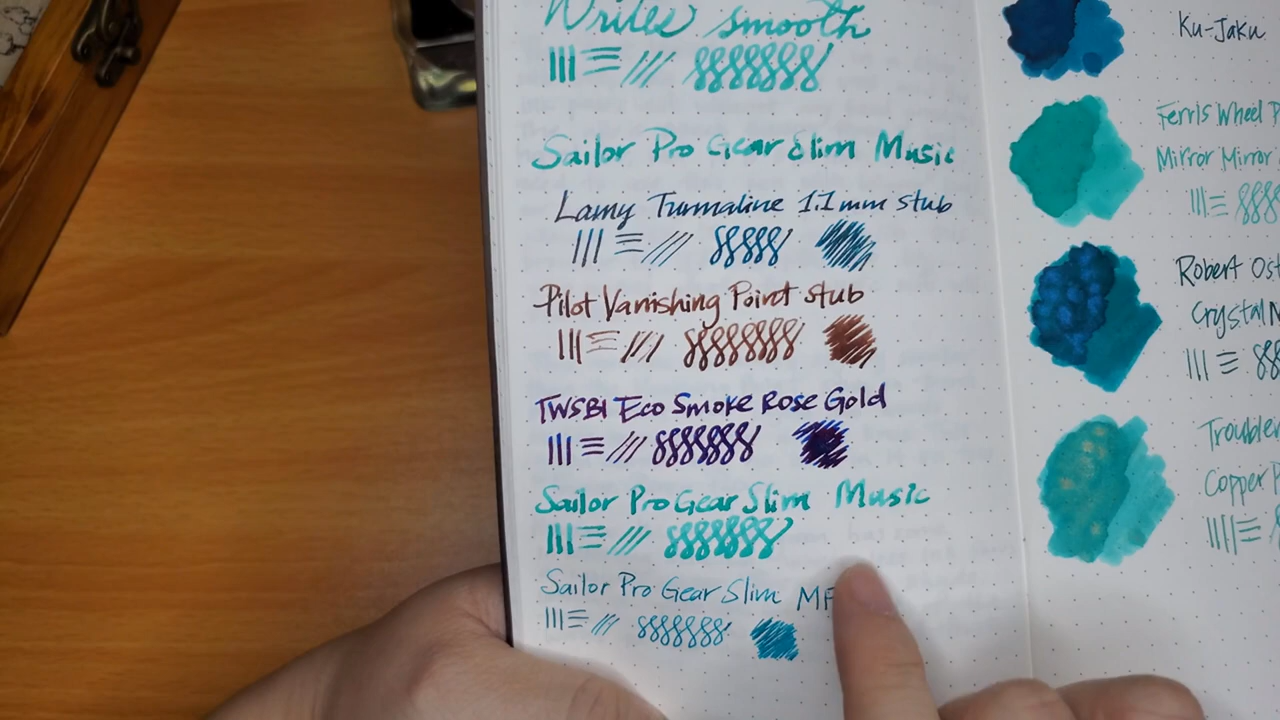 Writes smooth
Sailor Pro Gear Slim Music
Lamy Turmaline 1.1mm stub
Pilot Vanishing Point stub
TWSBI Eco Smoke Rose Gold
Sailor Pro Gear Slim Music
Sailor Pro Gear Slim MF
Ku-Jaku
Ferris Wheel P
Mirror Mirror
Robert Ost
Crystal
Troubler
Copper P